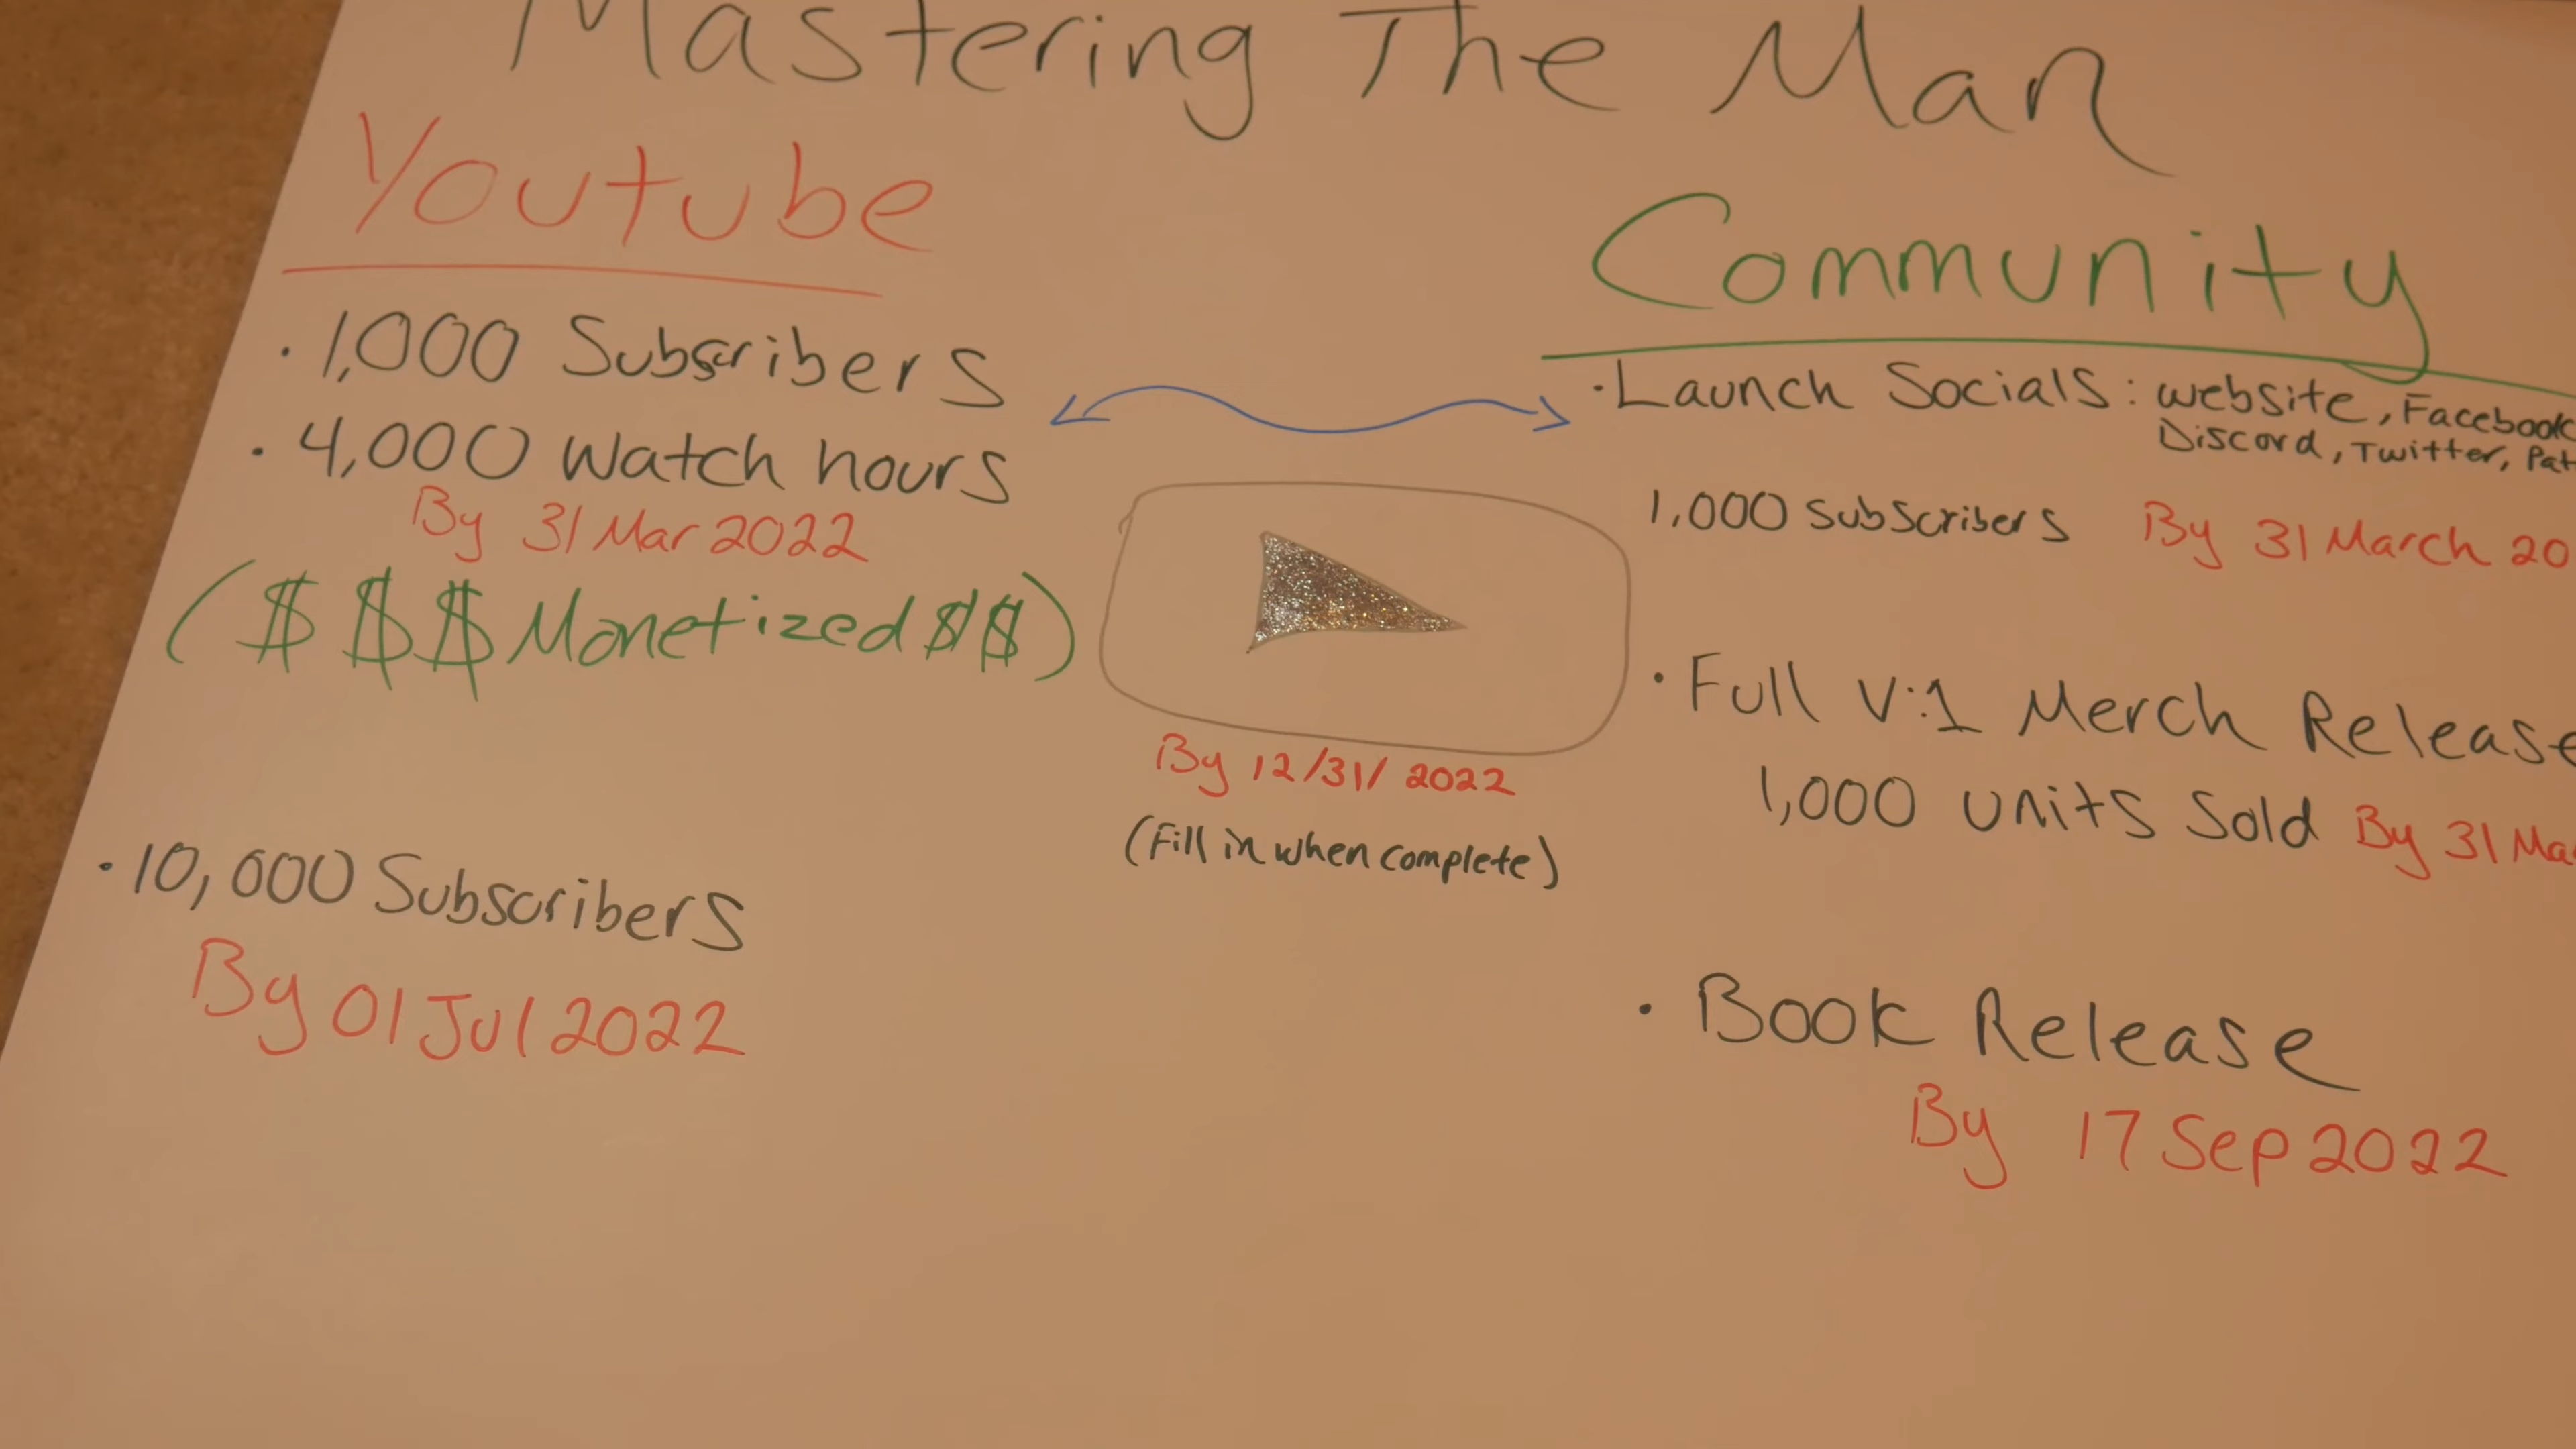 Mastering The Man
Youtube
· 1,000 Subscribers
· 4,000 Watch hours
By 31 Mar 2022
($$$Monetized$$)
· 10,000 Subscribers
By 01 Jul 2022
By 12/31/2022
(Fill in when complete)
Community
· Launch Socials: website, Facebook
Discord, Twitter,
1,000 subscribers By 31 March 20
· Full V:1 Merch Release
1,000 units Sold By 31
· Book Release
By 17 Sep 2022